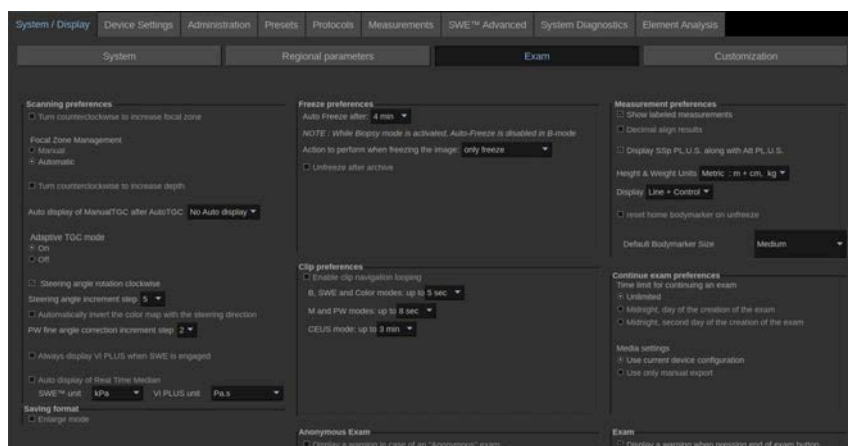 System / Display Device Settings Administration Presets Protocols Measurements SWE™ Advanced System Diagnostics Element Analysis
System Regional parameters Exam Customization
Scanning preferences
Turn counterclockwise to increase focal zone
Focal Zone Management
Manual
Automatic
Turn counterclockwise to increase depth
Auto display of ManualTGC after AutoTGC No Auto display
Adaptive TGC mode
On
Off
Steering angle rotation clockwise
Steering angle increment step 5
Automatically invert the color map with the steering direction
PW fine angle correction increment step 2
Always display Vi PLUS when SWE is engaged
Auto display of Real Time Median
SWE™ unit kPa Vi PLUS unit Pa.s
Saving format
Enlarge mode
Freeze preferences
Auto Freeze after: 4 min
NOTE : While Biopsy mode is activated, Auto-Freeze is disabled in B-mode
Action to perform when freezing the image: only freeze
Unfreeze after archive
Clip preferences
Enable clip navigation looping
B, SWE and Color modes: up to 5 sec
M and PW modes: up to 8 sec
CEUS mode: up to 3 min
Anonymous Exam
Display a warning in case of an "Anonymous" exam
Measurement preferences
Show labeled measurements
Decimal align results
Display SSp PL.U.S. along with Att PL.U.S.
Height & Weight Units Metric : m + cm, kg
Display Line + Control
reset home bodymarker on unfreeze
Default Bodymarker Size Medium
Continue exam preferences
Time limit for continuing an exam
Unlimited
Midnight, day of the creation of the exam
Midnight, second day of the creation of the exam
Media settings
Use current device configuration
Use only manual export
Exam
Display a warning when pressing end of exam button